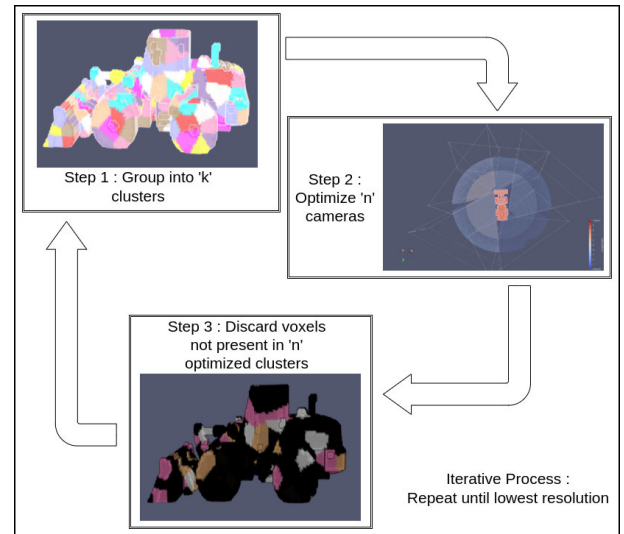 Step 1 : Group into 'k'
clusters
Step 2 :
Optimize 'n'
cameras
Step 3 : Discard voxels
not present in 'n'
optimized clusters
Iterative Process :
Repeat until lowest resolution